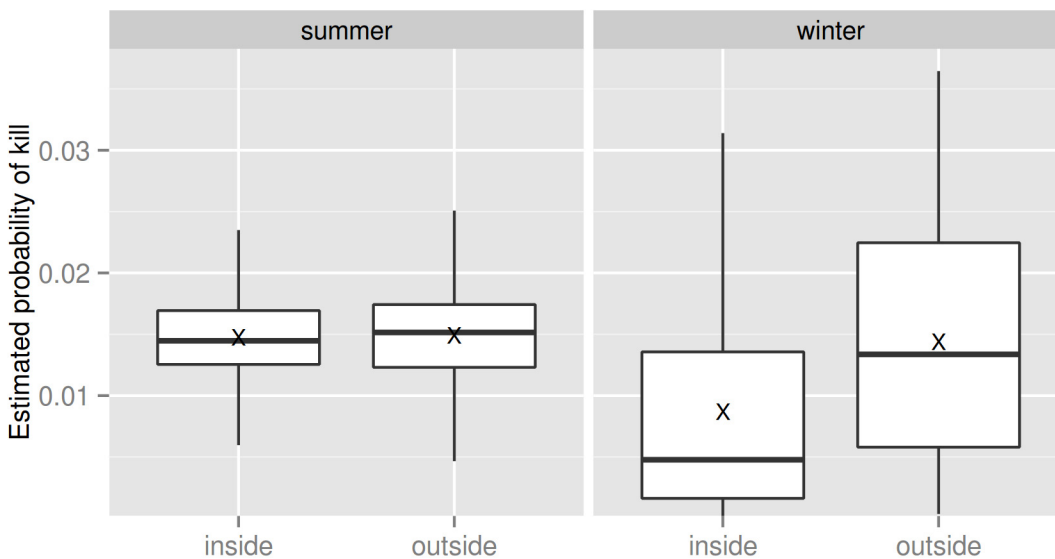 summer
winter
Estimated probability of kill
0.03
0.02
0.01
x
x
x
x
inside
outside
inside
outside